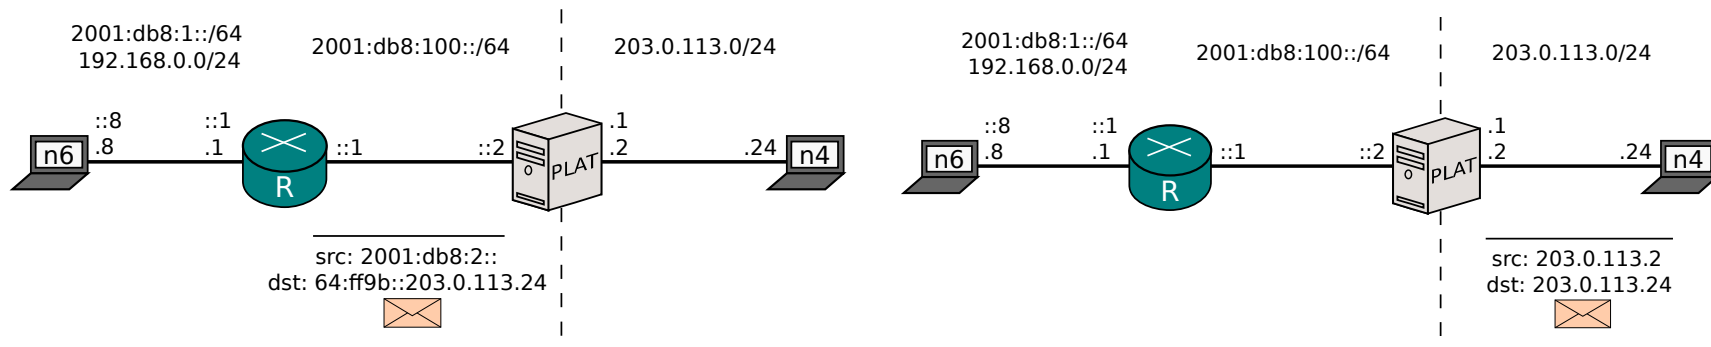 2001:db8:1::/64
192.168.0.0/24
2001:db8:100::/64
203.0.113.0/24
::8
.8
::1
.1
n6
R
::1
::2
PLAT
.1
.2
.24
n4
src: 2001:db8:2::
dst: 64:ff9b::203.0.113.24
2001:db8:1::/64
192.168.0.0/24
2001:db8:100::/64
203.0.113.0/24
::8
.8
::1
.1
n6
R
::1
::2
PLAT
.1
.2
.24
n4
src: 203.0.113.2
dst: 203.0.113.24